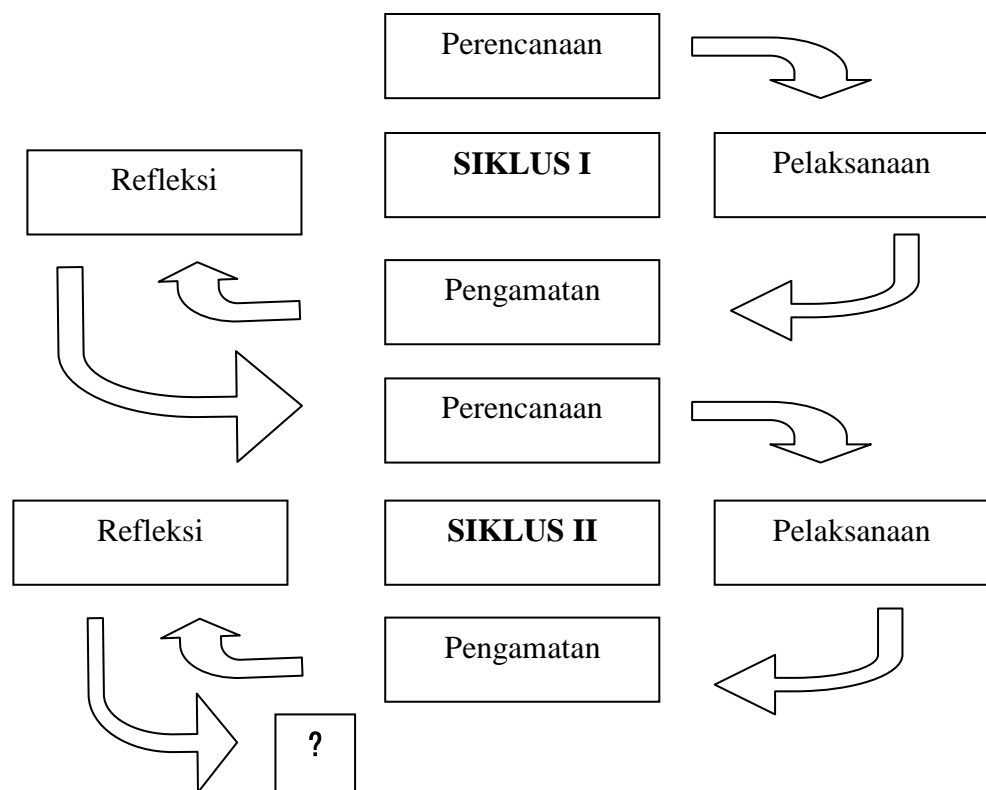 Perencanaan
Refleksi
SIKLUS I
Pelaksanaan
Pengamatan
Perencanaan
Refleksi
SIKLUS II
Pelaksanaan
Pengamatan
?